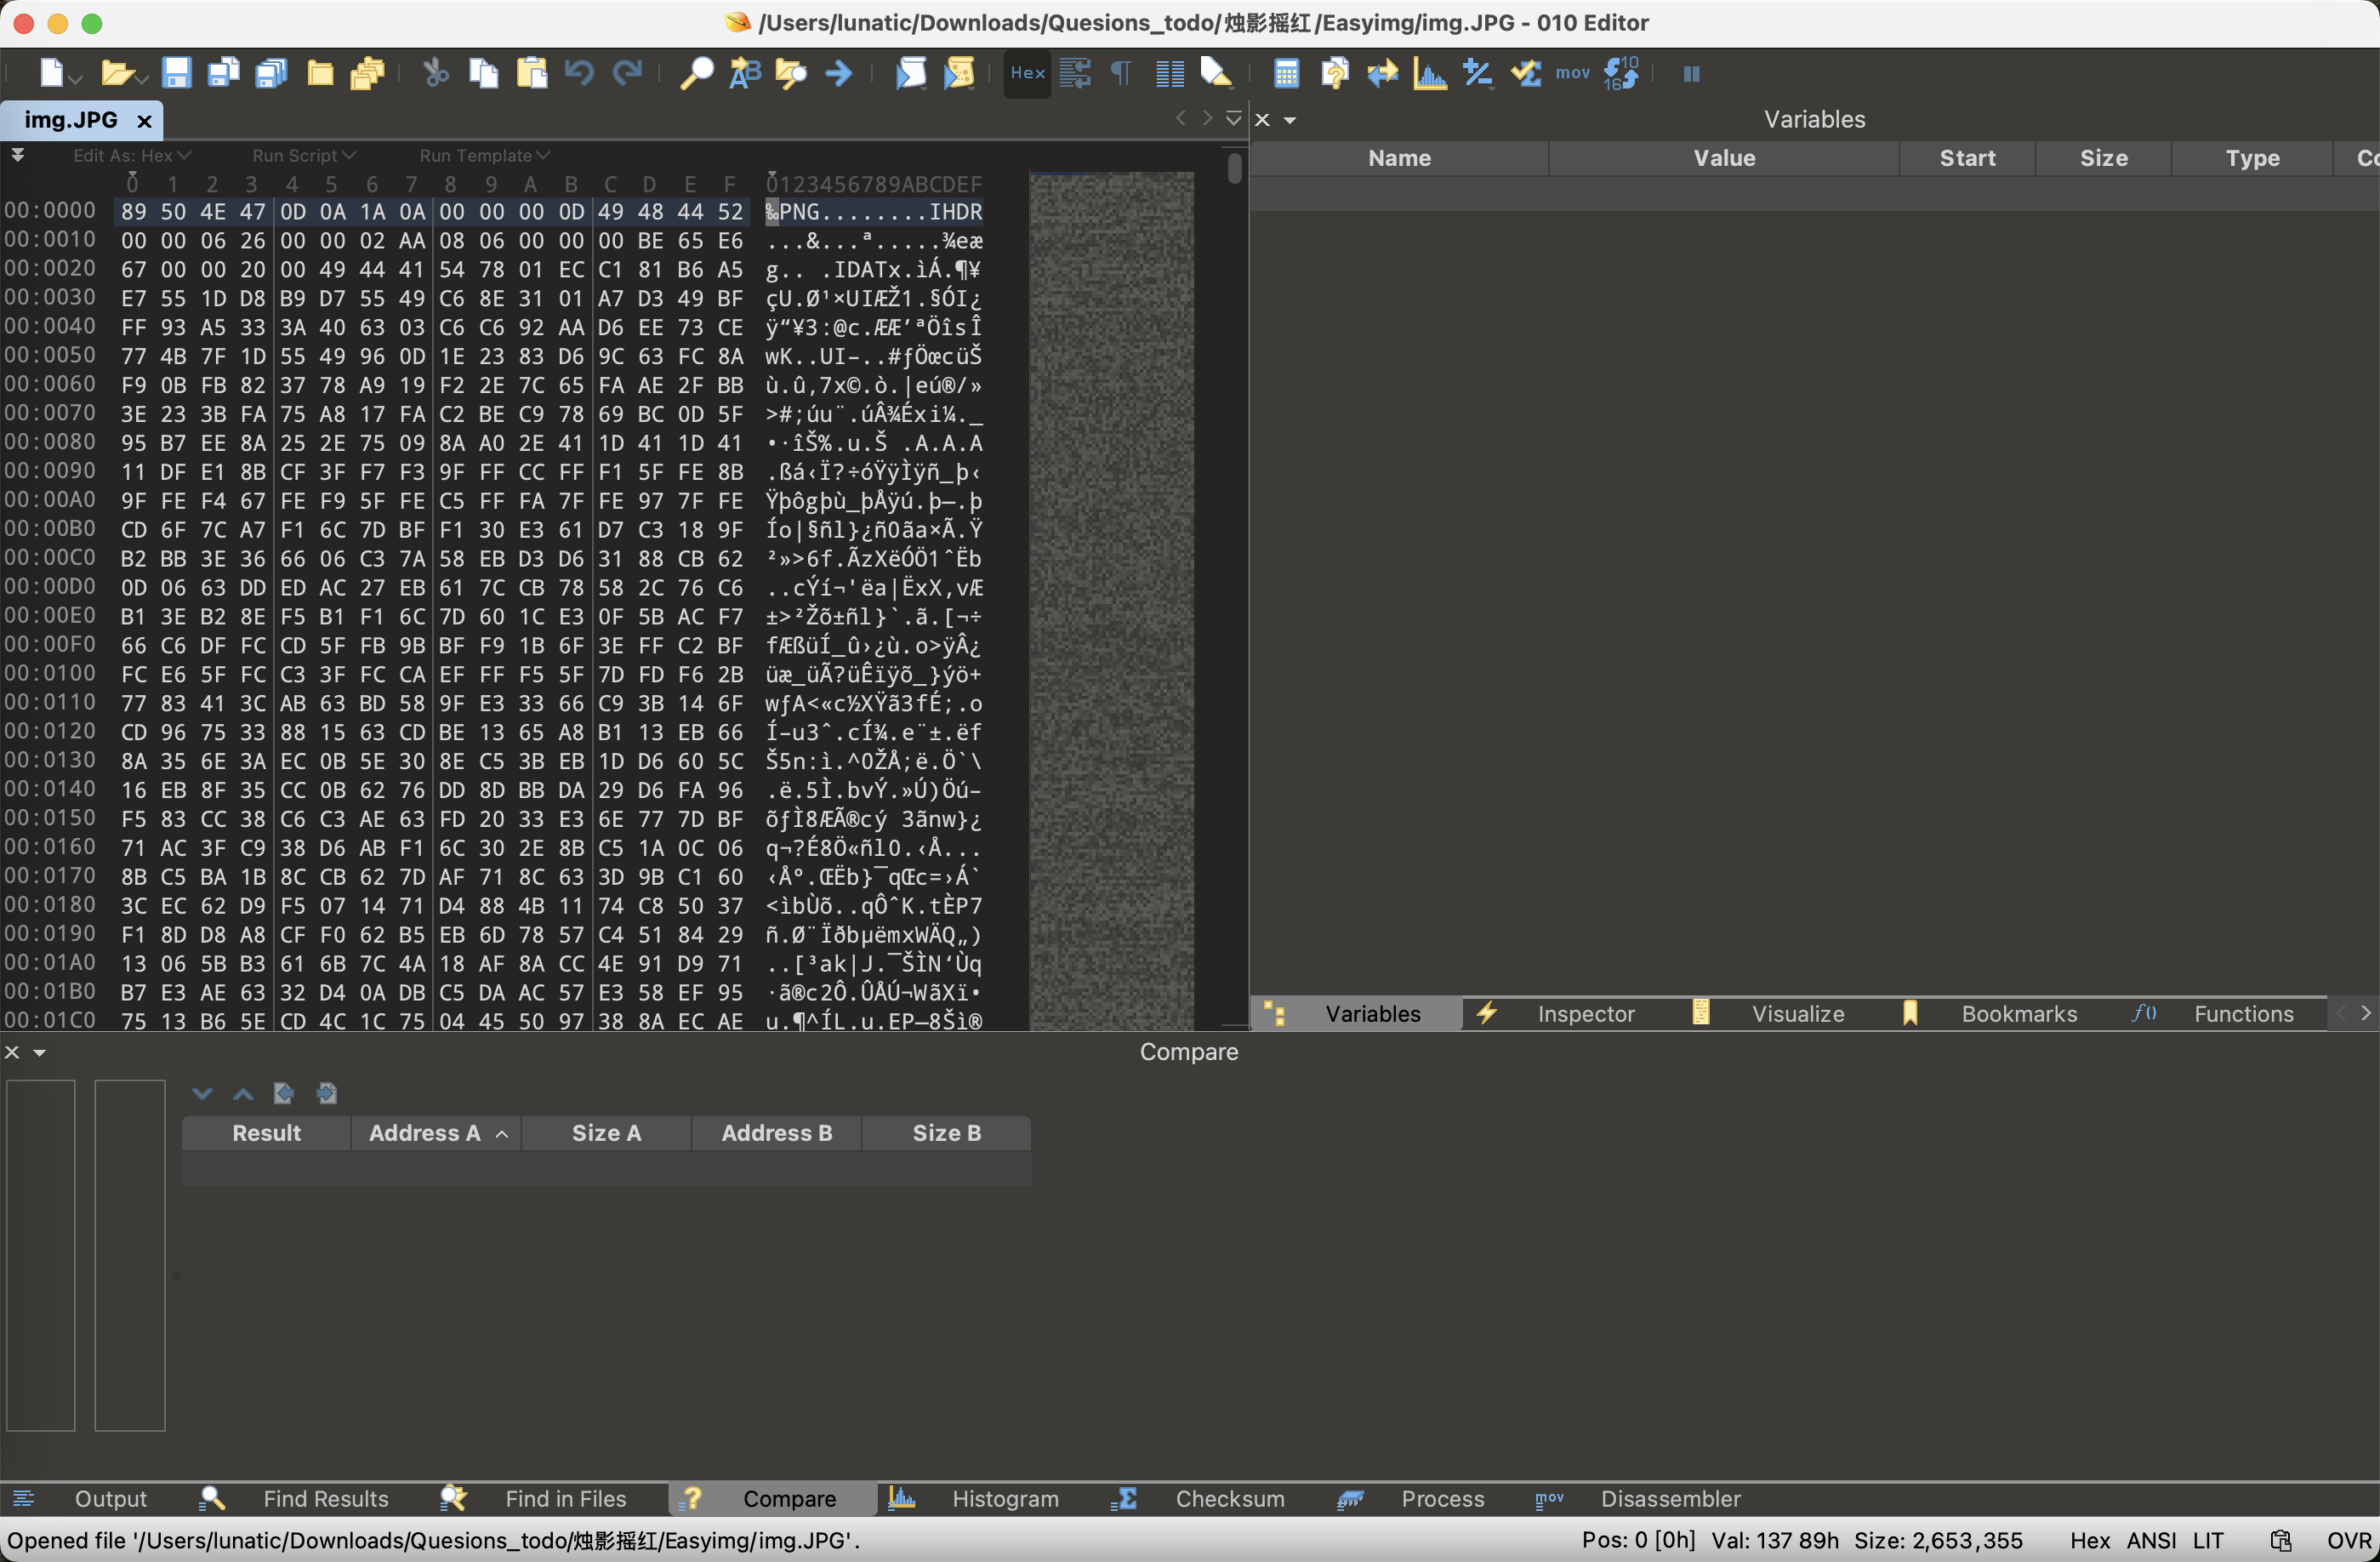 /Users/lunatic/Downloads/Quesions_todo/烛影摇红/Easyimg/img.JPG - 010 Editor
Hex
mov
10
16
img.JPG
Variables
Edit As: Hex Run Script Run Template
Name Value Start Size Type Co
0 1 2 3 4 5 6 7 8 9 A B C D E F 0123456789ABCDEF
00:0000 89 50 4E 47 0D 0A 1A 0A 00 00 00 0D 49 48 44 52 ‰PNG........IHDR
00:0010 00 00 06 26 00 00 02 AA 08 06 00 00 00 BE 65 E6 ...&...ª.....¾eæ
00:0020 67 00 00 20 00 49 44 41 54 78 01 EC C1 81 B6 A5 g.. .IDATx.ìÁ.¶¥
00:0030 E7 55 1D D8 B9 D7 55 49 C6 8E 31 01 A7 D3 49 BF çU.Ø¹×UIÆŽ1.§ÓI¿
00:0040 FF 93 A5 33 3A 40 63 03 C6 C6 92 AA D6 EE 73 CE ÿ“¥3:@c.ÆÆ’ªÖîsÎ
00:0050 77 4B 7F 1D 55 49 96 0D 1E 23 83 D6 9C 63 FC 8A wK..UI–..#ƒÖœcüŠ
00:0060 F9 0B FB 82 37 78 A9 19 F2 2E 7C 65 FA AE 2F BB ù.û‚7x©.ò.|eú®/»
00:0070 3E 23 3B FA 75 A8 17 FA C2 BE C9 78 69 BC 0D 5F >#;úu¨.úÂ¾Éxi¼._
00:0080 95 B7 EE 8A 25 2E 75 09 8A A0 2E 41 1D 41 1D 41 •·îŠ%.u.Š .A.A.A
00:0090 11 DF E1 8B CF 3F F7 F3 9F FF CC FF F1 5F FE 8B .ßá‹Ï?÷óŸÿÌÿñ_þ‹
00:00A0 9F FE F4 67 FE F9 5F FE C5 FF FA 7F FE 97 7F FE Ÿþôgþù_þÅÿú.þ—.þ
00:00B0 CD 6F 7C A7 F1 6C 7D BF F1 30 E3 61 D7 C3 18 9F Ío|§ñl}¿ñ0ãa×Ã.Ÿ
00:00C0 B2 BB 3E 36 66 06 C3 7A 58 EB D3 D6 31 88 CB 62 ²»>6f.ÃzXëÓÖ1ˆËb
00:00D0 0D 06 63 DD ED AC 27 EB 61 7C CB 78 58 2C 76 C6 ..cÝí¬'ëa|ËxX,vÆ
00:00E0 B1 3E B2 8E F5 B1 F1 6C 7D 60 1C E3 0F 5B AC F7 ±>²Žõ±ñl}`.ã.[¬÷
00:00F0 66 C6 DF FC CD 5F FB 9B BF F9 1B 6F 3E FF C2 BF fÆßüÍ_û›¿ù.o>ÿÂ¿
00:0100 FC E6 5F FC C3 3F FC CA EF FF F5 5F 7D FD F6 2B üæ_üÃ?üÊïÿõ_}ýö+
00:0110 77 83 41 3C AB 63 BD 58 9F E3 33 66 C9 3B 14 6F wƒA<«c½XŸã3fÉ;.o
00:0120 CD 96 75 33 88 15 63 CD BE 13 65 A8 B1 13 EB 66 Í–u3ˆ.cÍ¾.e¨±.ëf
00:0130 8A 35 6E 3A EC 0B 5E 30 8E C5 3B EB 1D D6 60 5C Š5n:ì.^0ŽÅ;ë.Ö`\
00:0140 16 EB 8F 35 CC 0B 62 76 DD 8D BB DA 29 D6 FA 96 .ë.5Ì.bvÝ.»Ú)Öú–
00:0150 F5 83 CC 38 C6 C3 AE 63 FD 20 33 E3 6E 77 7D BF õƒÌ8ÆÃ®cý 3ãnw}¿
00:0160 71 AC 3F C9 38 D6 AB F1 6C 30 2E 8B C5 1A 0C 06 q¬?É8Ö«ñl0.‹Å...
00:0170 8B C5 BA 1B 8C CB 62 7D AF 71 8C 63 3D 9B C1 60 ‹Åº.ŒËb}¯qŒc=›Á`
00:0180 3C EC 62 D9 F5 07 14 71 D4 88 4B 11 74 C8 50 37 <ìbÙõ..qÔˆK.tÈP7
00:0190 F1 8D D8 A8 CF F0 62 B5 EB 6D 78 57 C4 51 84 29 ñ.Ø¨ÏðbµëmxWÄQ„)
00:01A0 13 06 5B B3 61 6B 7C 4A 18 AF 8A CC 4E 91 D9 71 ..[³ak|J.¯ŠÌN‘Ùq
00:01B0 B7 E3 AE 63 32 D4 0A DB C5 DA AC 57 E3 58 EF 95 ·ã®c2Ô.ÛÅÚ¬WãXï•
00:01C0 75 13 B6 5E CD 4C 1C 75 04 45 50 97 38 8A EC AE u.¶^ÍL.u.EP—8Šì®
Variables Inspector Visualize Bookmarks Functions
Compare
Result Address A Size A Address B Size B
Output Find Results Find in Files Compare Histogram Checksum Process Disassembler
Opened file '/Users/lunatic/Downloads/Quesions_todo/烛影摇红/Easyimg/img.JPG'. Pos: 0 [0h] Val: 137 89h Size: 2,653,355 Hex ANSI LIT OVR